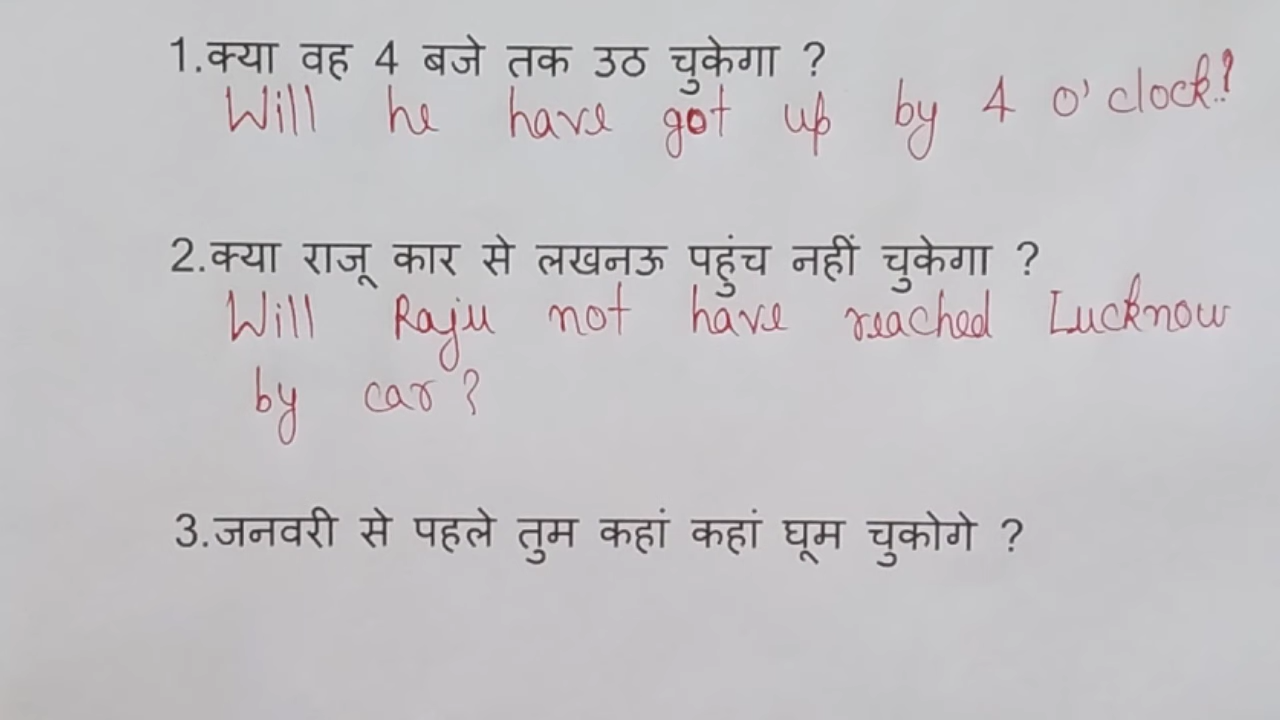 1.क्या वह 4 बजे तक उठ चुकेगा ?
Will he have got up by 4 o'clock?
2.क्या राजू कार से लखनऊ पहुंच नहीं चुकेगा ?
Will Raju not have reached Lucknow
by car?
3.जनवरी से पहले तुम कहां कहां घूम चुकोगे ?